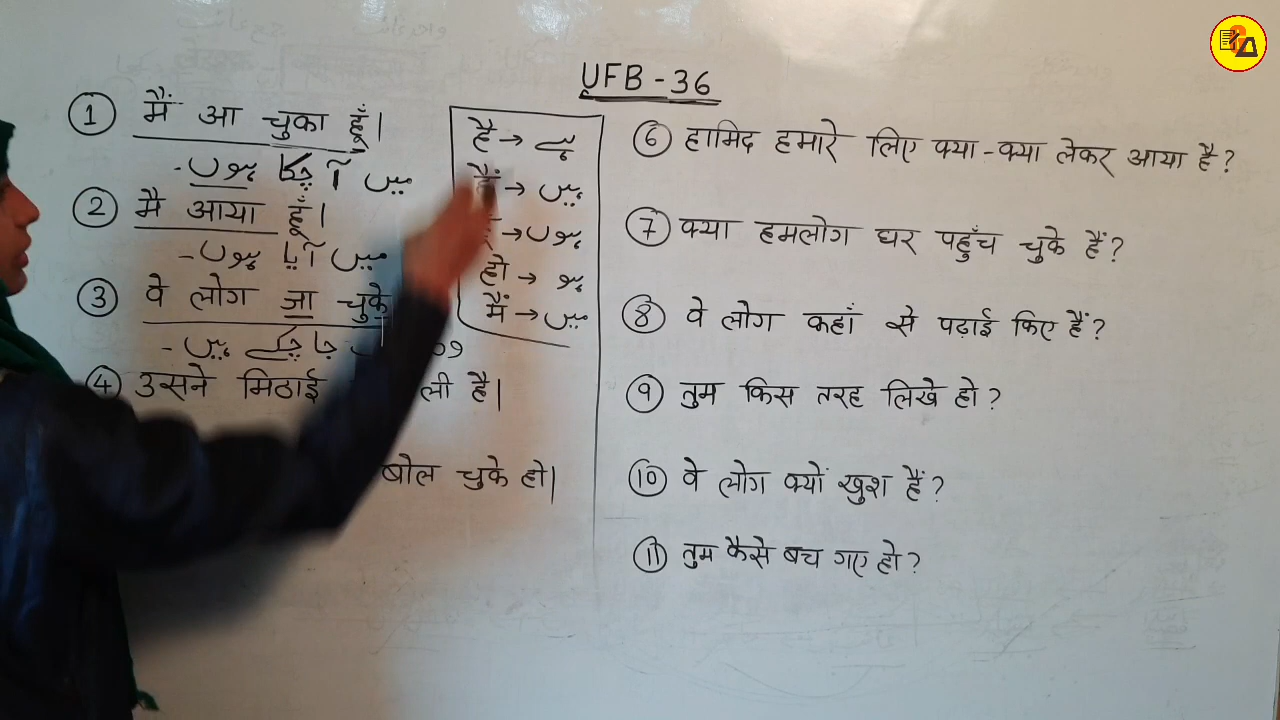 UFB - 36
① मैं आ चुका हूँ।
میں آ چکا ہوں -
② मै आया हूँ।
میں آیا ہوں -
③ वे लोग जा चुके
وہ جا چکے ہیں -
④ उसने मिठाई ली है।
बोल चुके हो।
है → ہے
हैं → ہیں
→ ہوں
हो → ہو
मैं → میں
⑥ हामिद हमारे लिए क्या-क्या लेकर आया है?
⑦ क्या हमलोग घर पहुँच चुके हैं?
⑧ वे लोग कहाँ से पढ़ाई किए हैं?
⑨ तुम किस तरह लिखे हो?
⑩ वे लोग क्यों खुश हैं?
⑪ तुम कैसे बच गए हो?